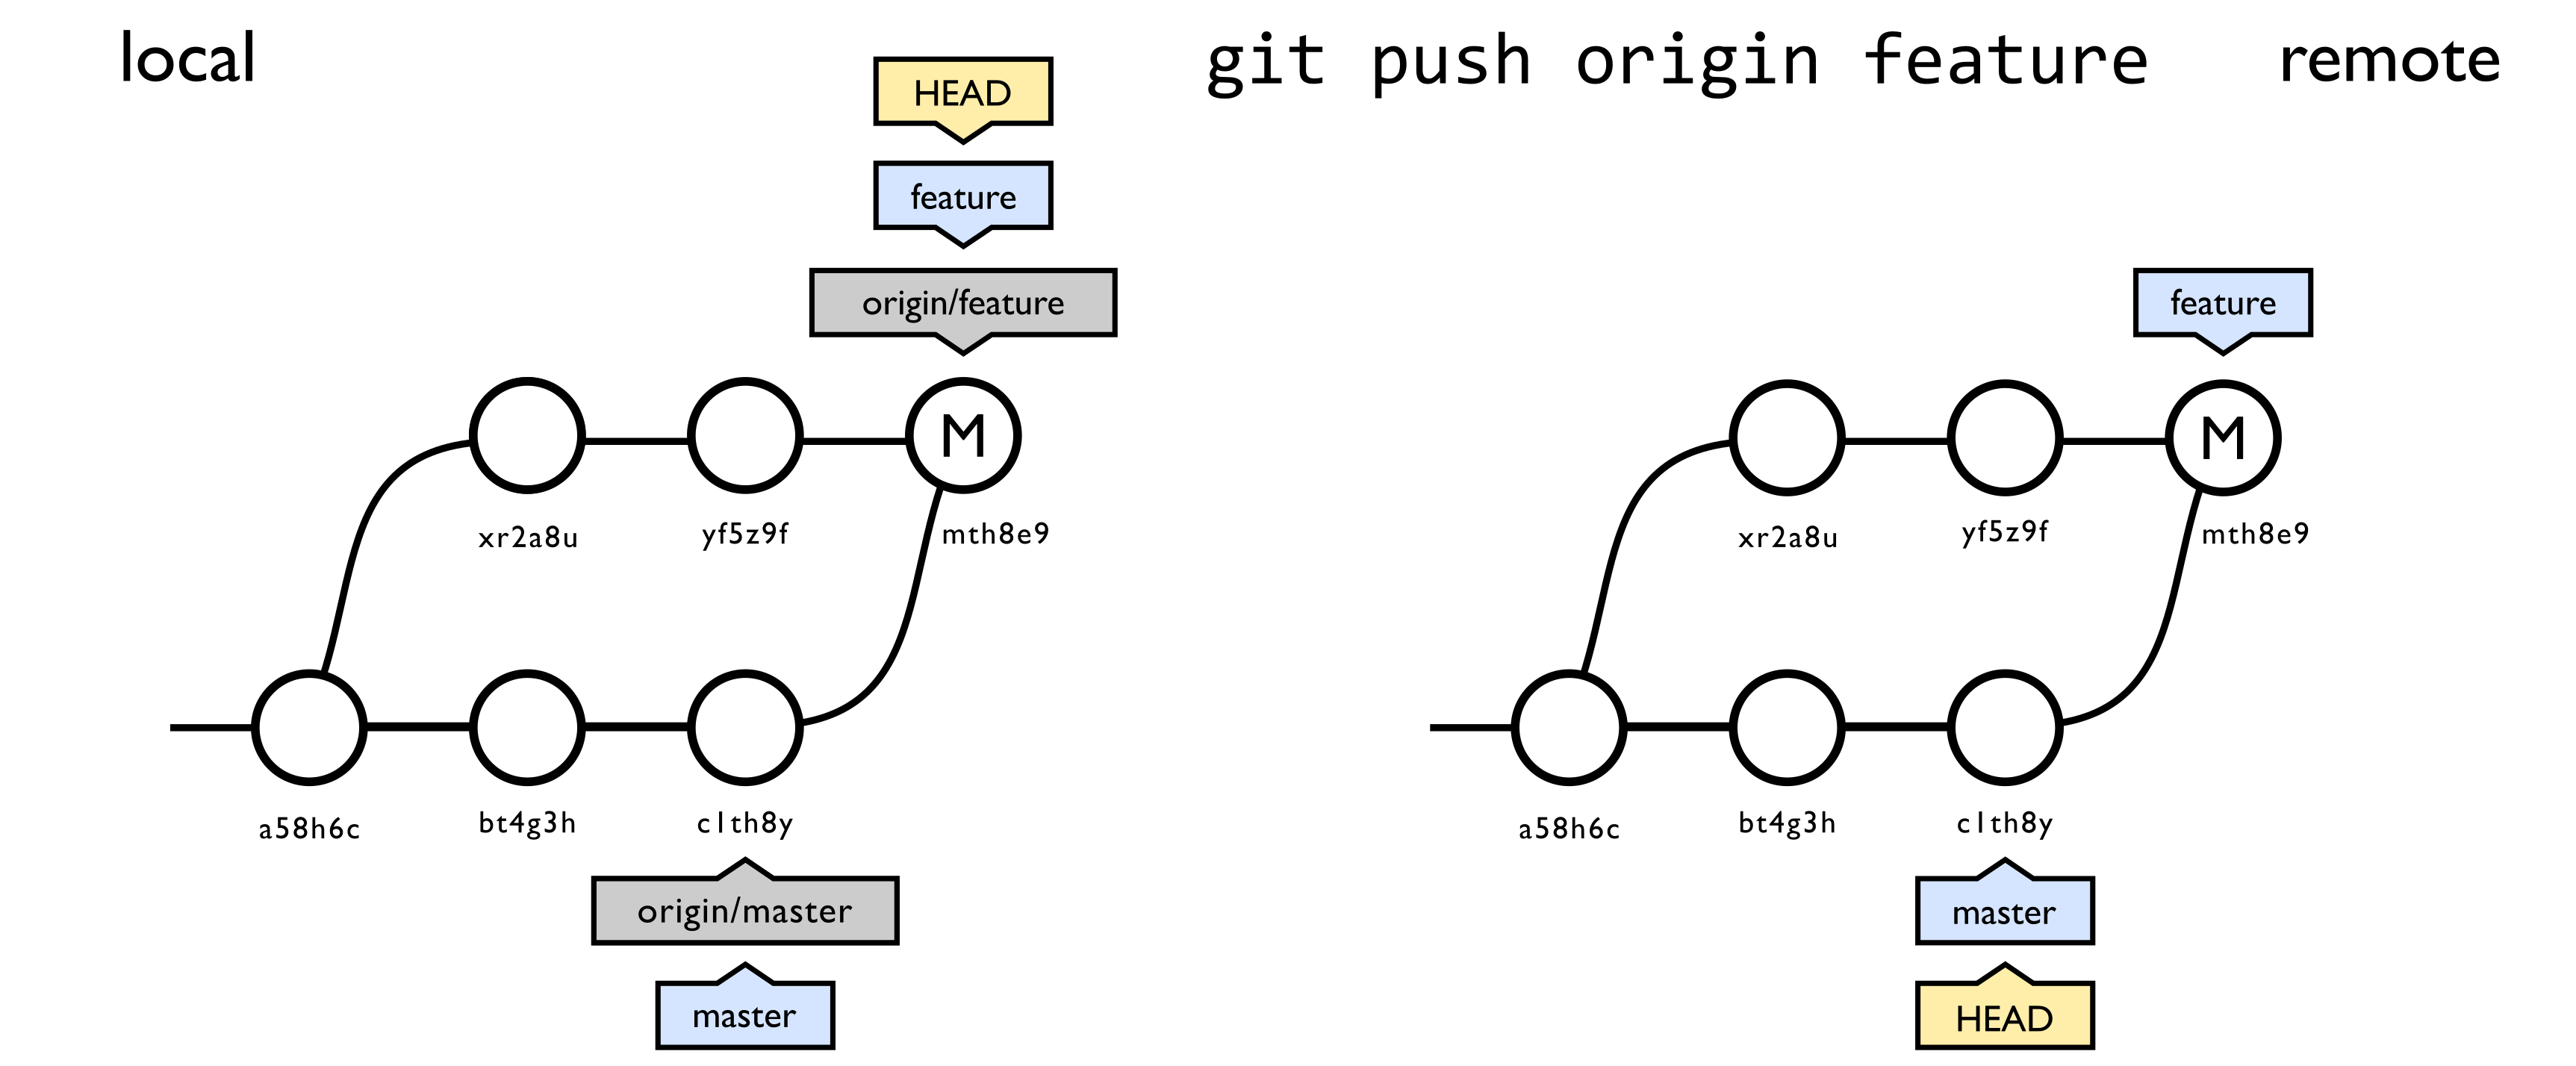 local
git push origin feature
remote
HEAD
feature
origin/feature
M
xr2a8u
yf5z9f
mth8e9
a58h6c
bt4g3h
c1th8y
origin/master
master
feature
M
xr2a8u
yf5z9f
mth8e9
a58h6c
bt4g3h
c1th8y
master
HEAD